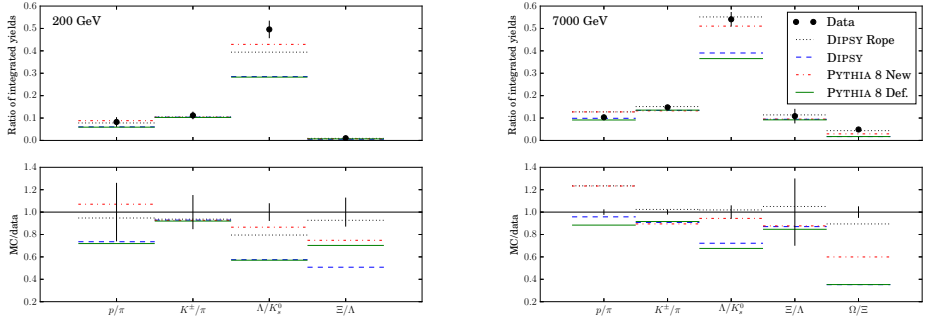 200 GeV
Ratio of integrated yields
0.6
0.5
0.4
0.3
0.2
0.1
0.0
MC/data
1.4
1.2
1.0
0.8
0.6
0.4
0.2
p/π
K±/π
Λ/K⁰ₛ
Ξ/Λ
7000 GeV
Ratio of integrated yields
0.6
0.5
0.4
0.3
0.2
0.1
0.0
Data
DIPSY Rope
DIPSY
PYTHIA 8 New
PYTHIA 8 Def.
MC/data
1.4
1.2
1.0
0.8
0.6
0.4
0.2
p/π
K±/π
Λ/K⁰ₛ
Ξ/Λ
Ω/Ξ